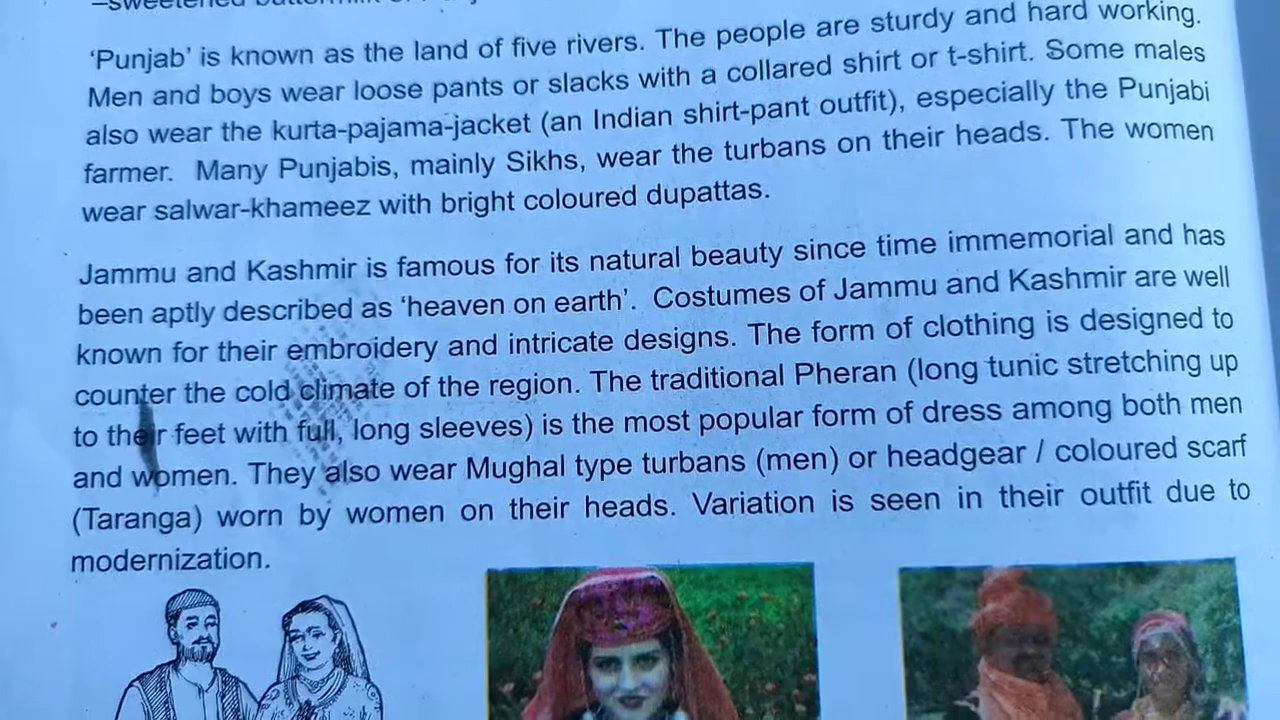 –sweetened buttermilk
‘Punjab’ is known as the land of five rivers. The people are sturdy and hard working.
Men and boys wear loose pants or slacks with a collared shirt or t-shirt. Some males
also wear the kurta-pajama-jacket (an Indian shirt-pant outfit), especially the Punjabi
farmer. Many Punjabis, mainly Sikhs, wear the turbans on their heads. The women
wear salwar-khameez with bright coloured dupattas.
Jammu and Kashmir is famous for its natural beauty since time immemorial and has
been aptly described as ‘heaven on earth’. Costumes of Jammu and Kashmir are well
known for their embroidery and intricate designs. The form of clothing is designed to
counter the cold climate of the region. The traditional Pheran (long tunic stretching up
to their feet with full, long sleeves) is the most popular form of dress among both men
and women. They also wear Mughal type turbans (men) or headgear / coloured scarf
(Taranga) worn by women on their heads. Variation is seen in their outfit due to
modernization.